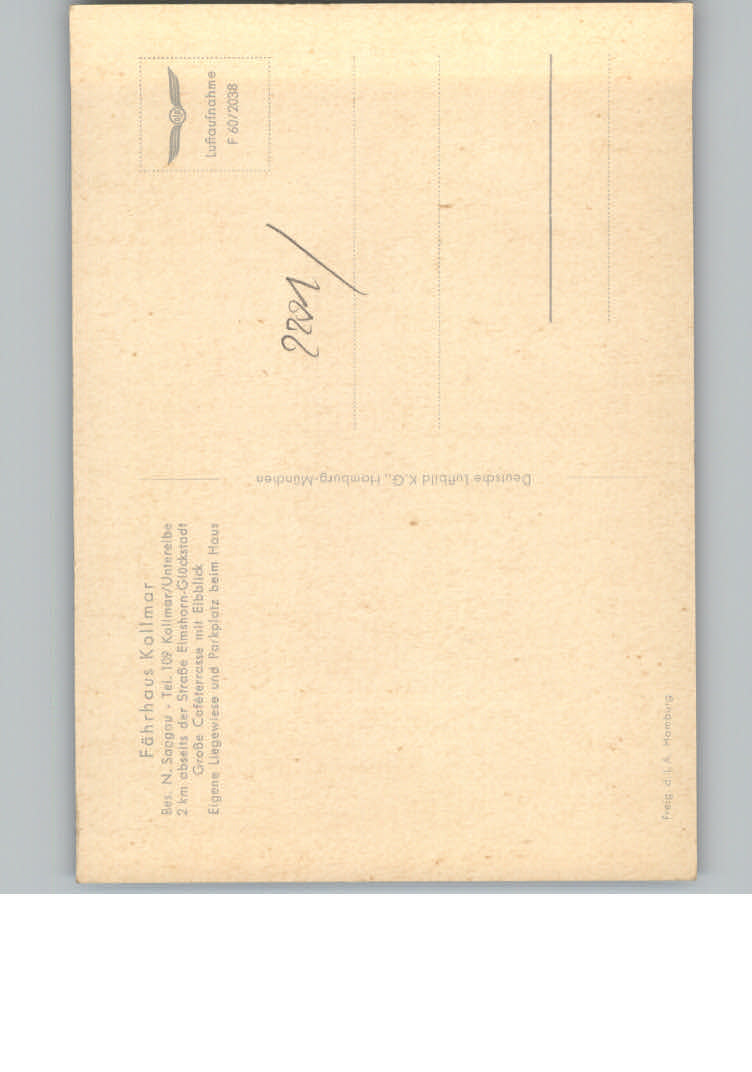 Fährhaus Kollmar
Bes. N. Saggau - Tel. 109 Kollmar/Unterelbe
2 km abseits der Straße Elmshorn-Glückstadt
Große Caféterrasse mit Elbblick
Eigene Liegewiese und Parkplatz beim Haus
Freig. d. L.A. Hamburg
Deutsche Luftbild K.G., Hamburg-München
Luftaufnahme
F 60/2038